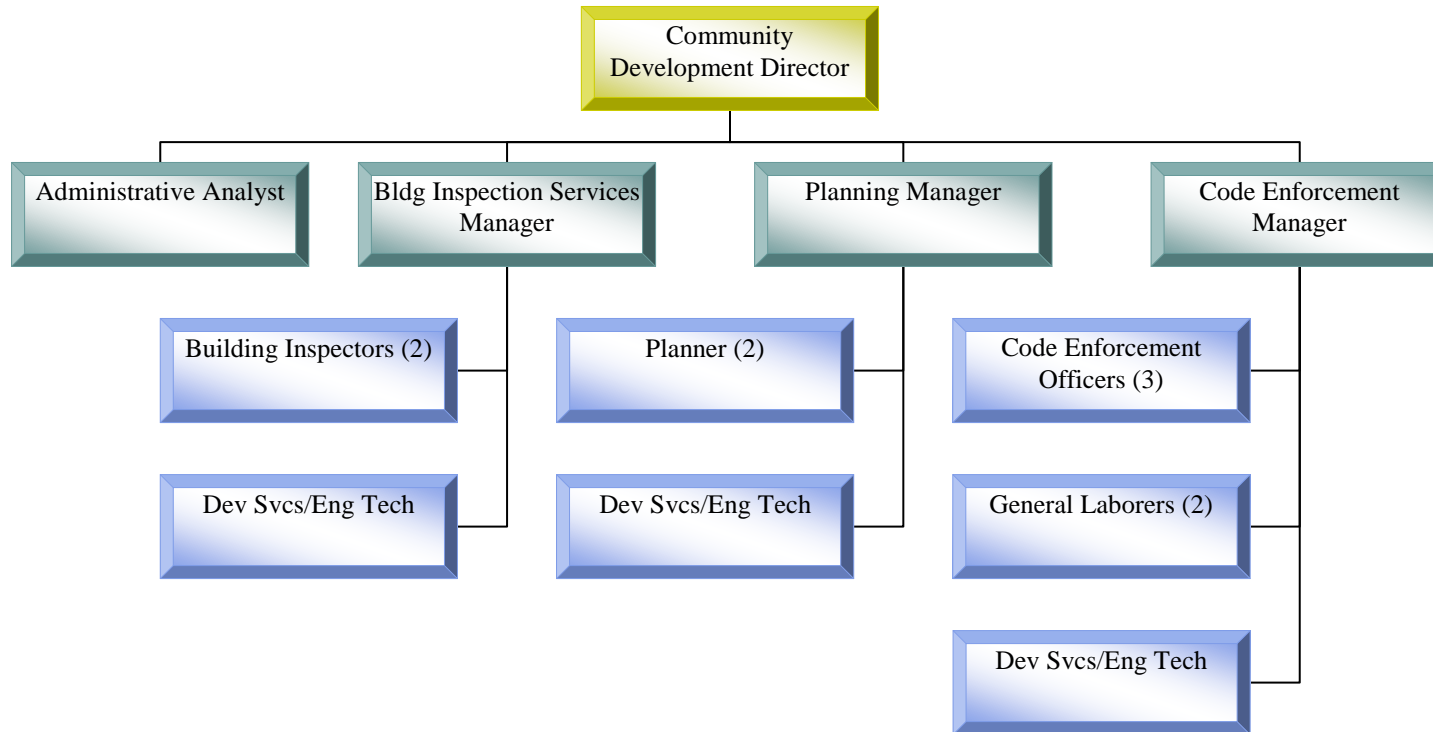 Community
Development Director
Administrative Analyst
Bldg Inspection Services
Manager
Planning Manager
Code Enforcement
Manager
Building Inspectors (2)
Planner (2)
Code Enforcement
Officers (3)
Dev Svcs/Eng Tech
Dev Svcs/Eng Tech
General Laborers (2)
Dev Svcs/Eng Tech